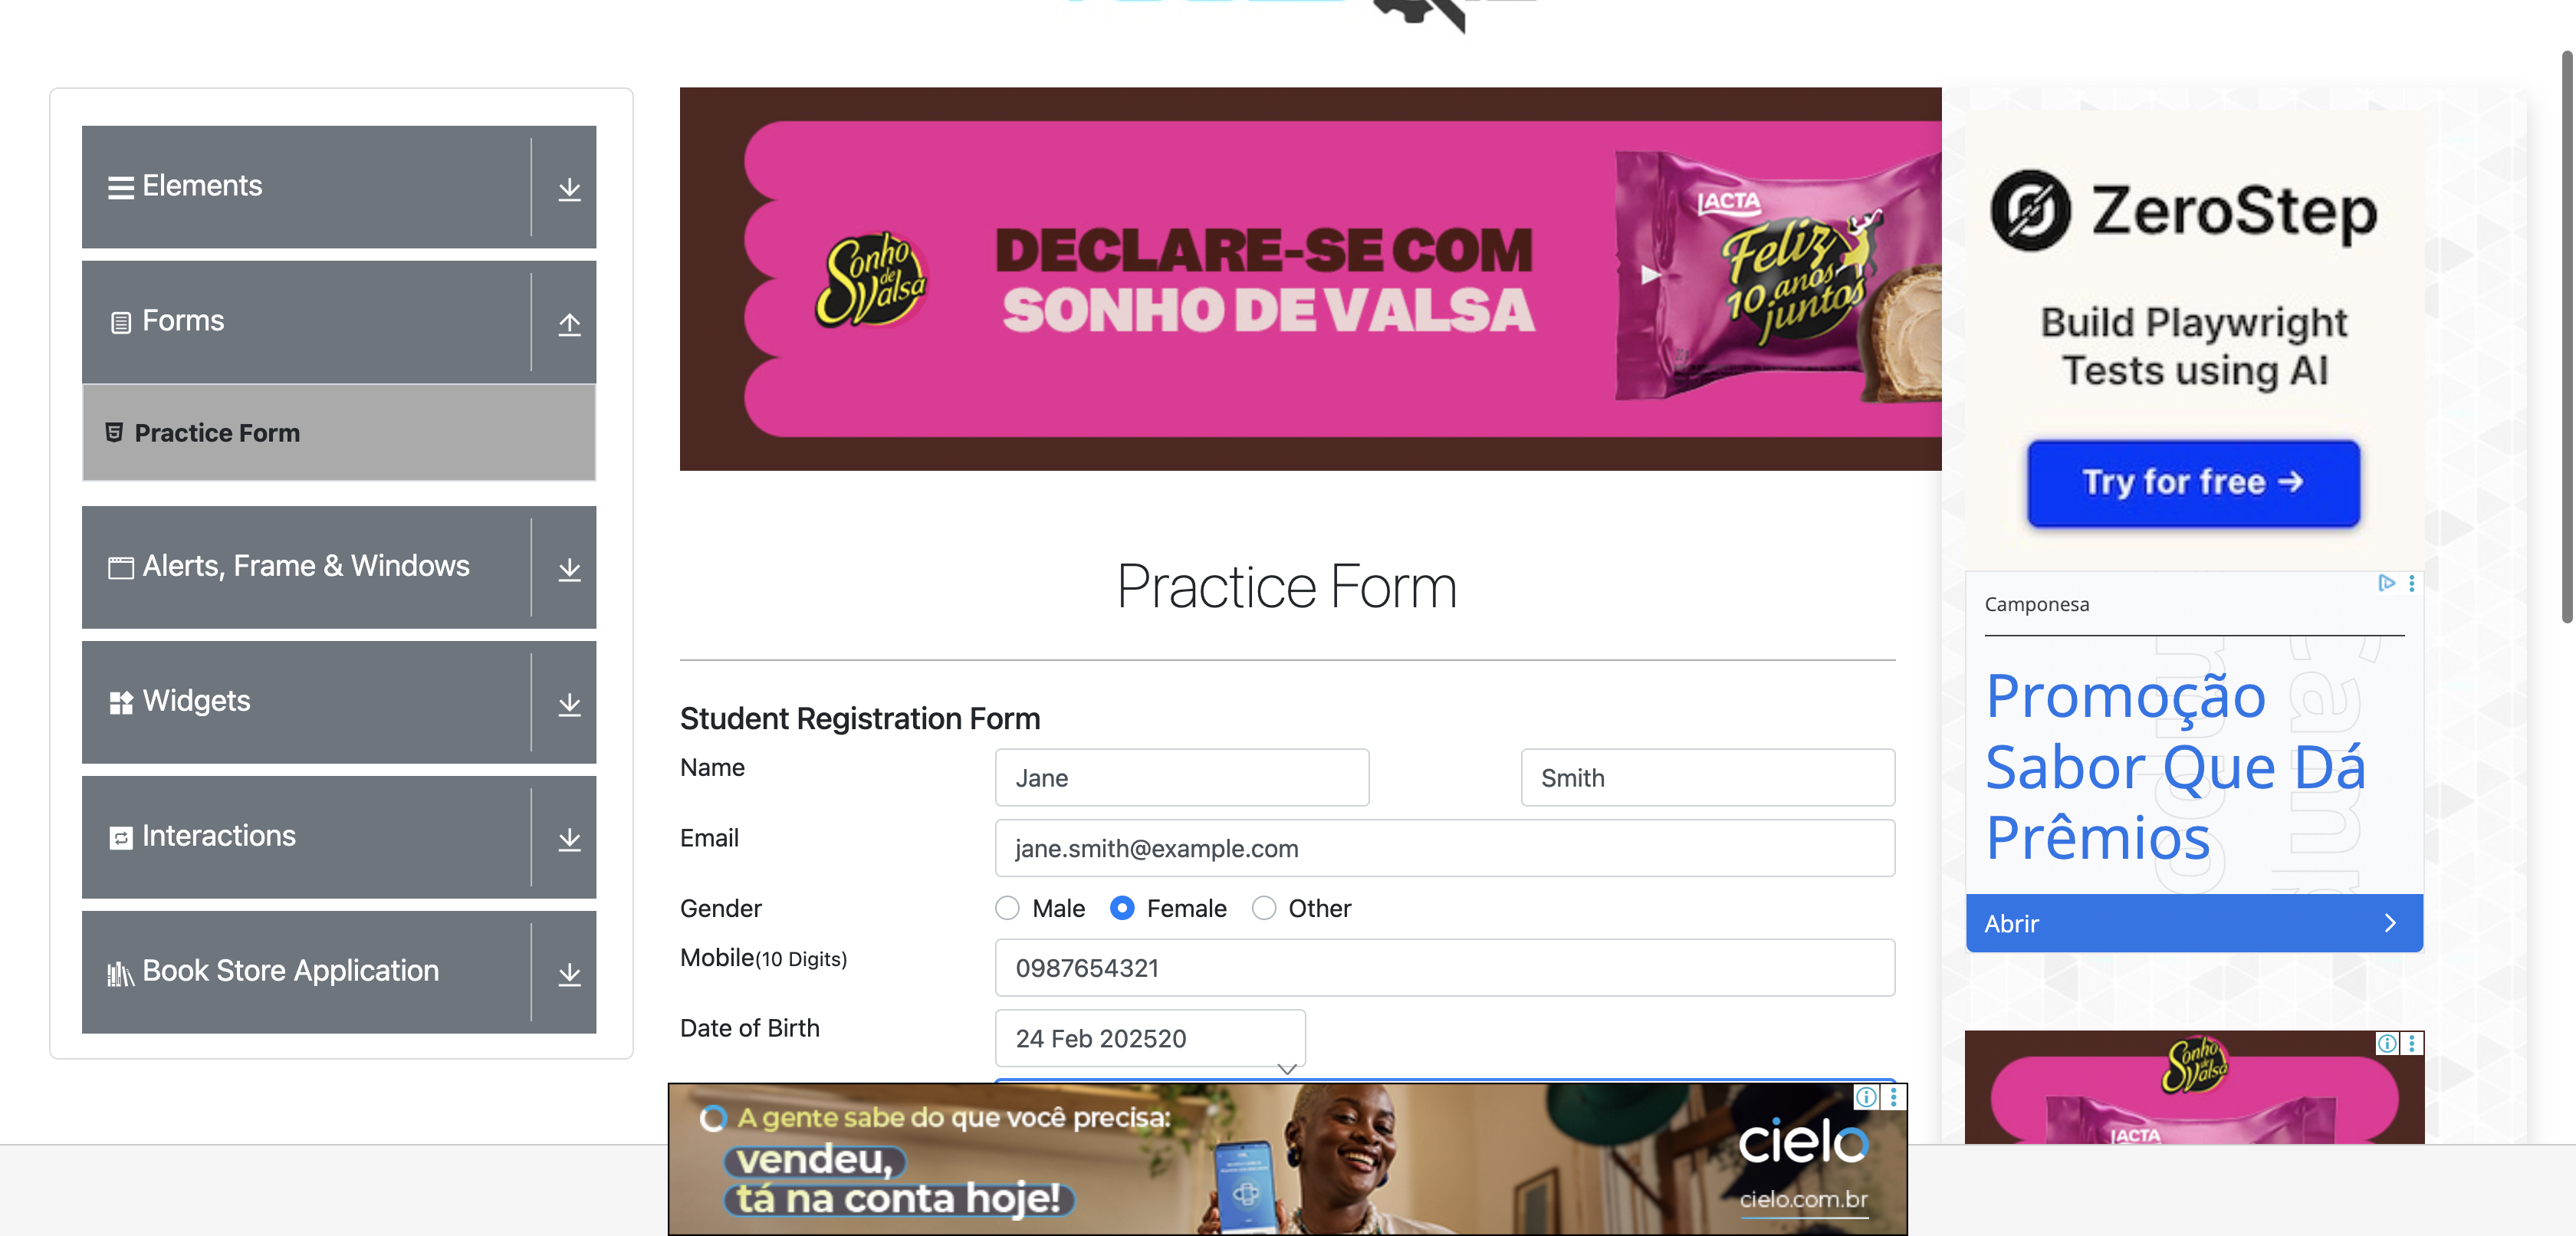 Elements
Forms
Practice Form
Alerts, Frame & Windows
Widgets
Interactions
Book Store Application
Sonho de Valsa
DECLARE-SE COM
SONHO DE VALSA
LACTA
Feliz
10 anos
juntos
Practice Form
Student Registration Form
Name
Jane
Smith
Email
jane.smith@example.com
Gender
Male
Female
Other
Mobile(10 Digits)
0987654321
Date of Birth
24 Feb 202520
A gente sabe do que você precisa:
vendeu,
tá na conta hoje!
cielo
cielo.com.br
ZeroStep
Build Playwright
Tests using AI
Try for free →
Camponesa
Promoção
Sabor Que Dá
Prêmios
Abrir
Sonho de Valsa
LACTA